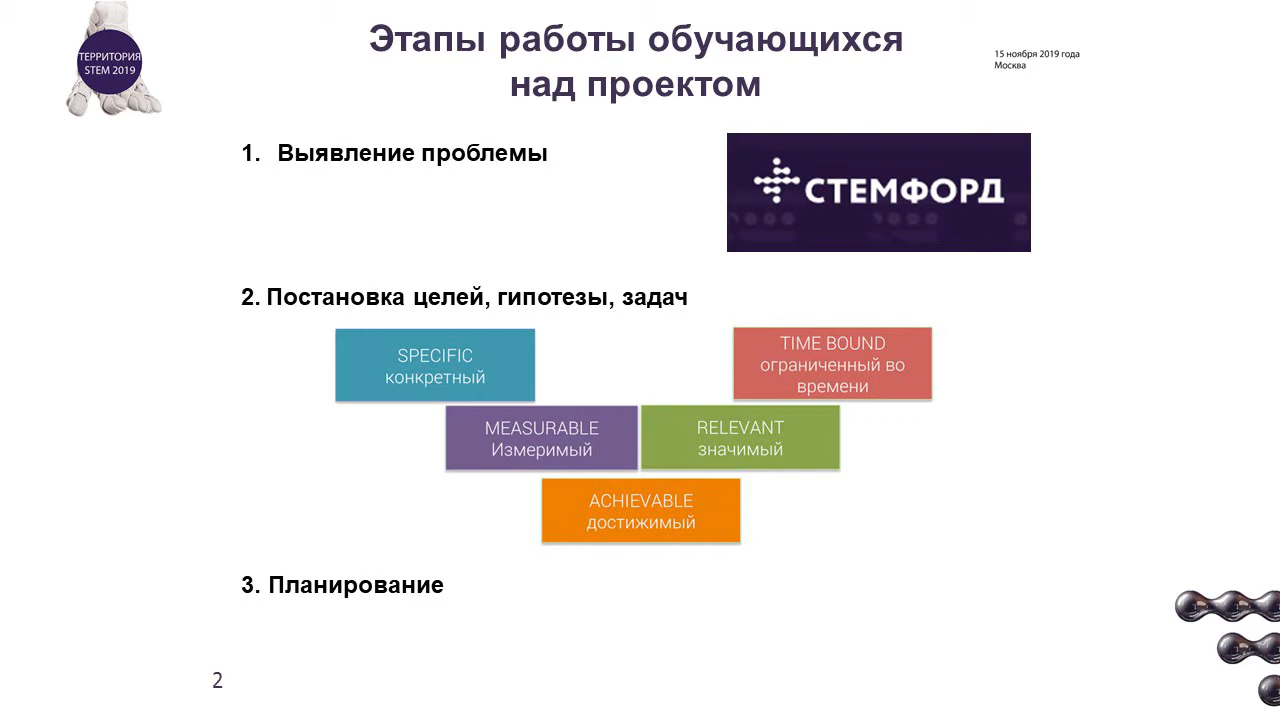 ТЕРРИТОРИЯ
STEM 2019
Этапы работы обучающихся
над проектом
15 ноября 2019 года
Москва
1. Выявление проблемы
СТЕМФОРД
2. Постановка целей, гипотезы, задач
SPECIFIC
конкретный
TIME BOUND
ограниченный во
времени
MEASURABLE
Измеримый
RELEVANT
значимый
ACHIEVABLE
достижимый
3. Планирование
2